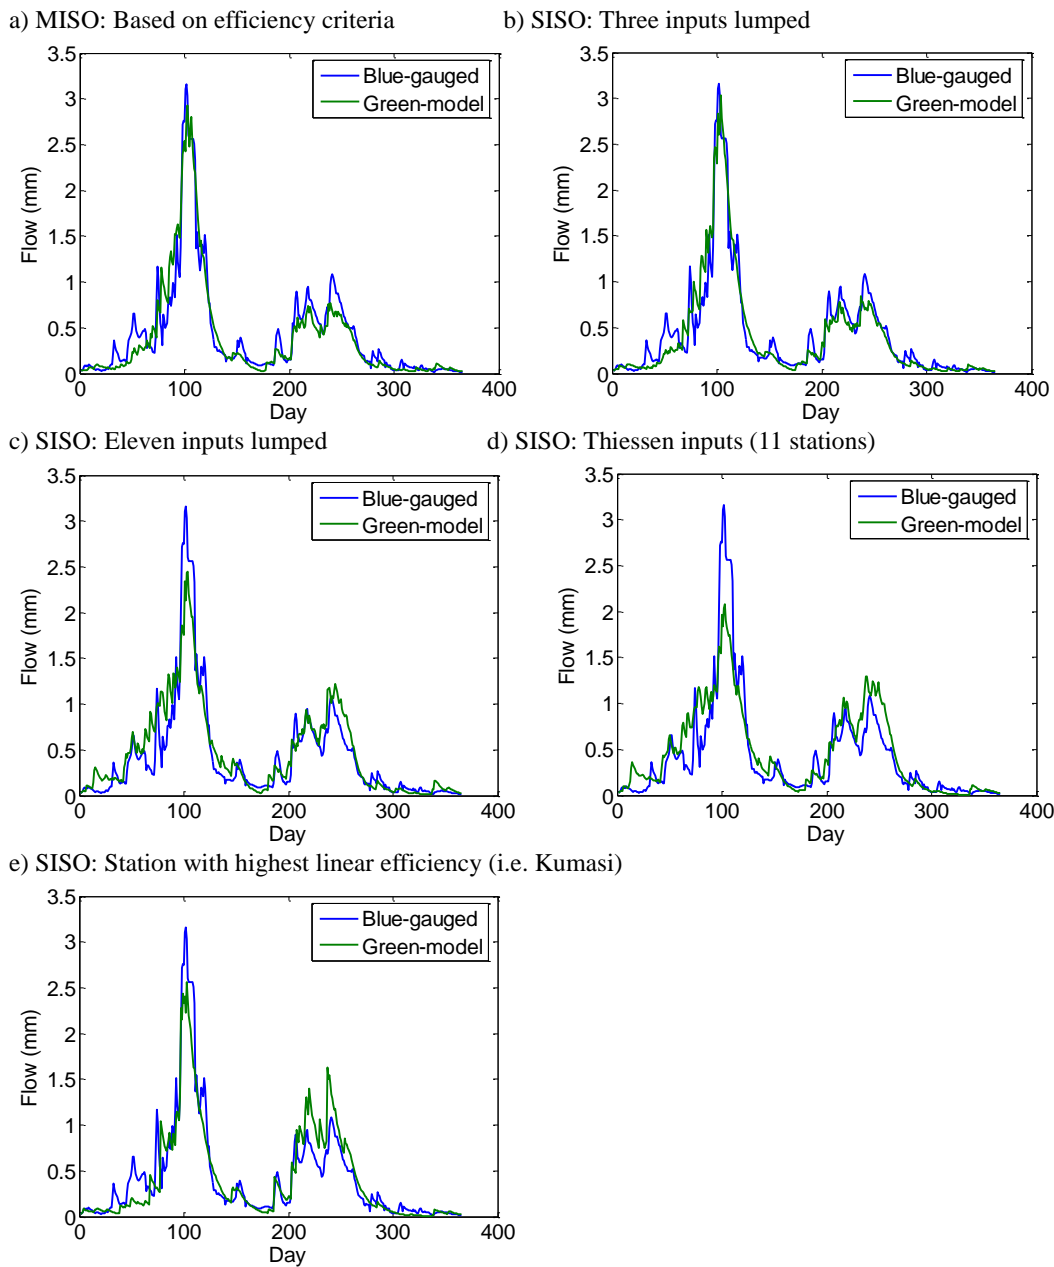 a) MISO: Based on efficiency criteria
3.5
3
2.5
2
1.5
1
0.5
0
0
100
200
300
400
Flow (mm)
Day
Blue-gauged
Green-model
b) SISO: Three inputs lumped
3.5
3
2.5
2
1.5
1
0.5
0
0
100
200
300
400
Flow (mm)
Day
Blue-gauged
Green-model
c) SISO: Eleven inputs lumped
3.5
3
2.5
2
1.5
1
0.5
0
0
100
200
300
400
Flow (mm)
Day
Blue-gauged
Green-model
d) SISO: Thiessen inputs (11 stations)
3.5
3
2.5
2
1.5
1
0.5
0
0
100
200
300
400
Flow (mm)
Day
Blue-gauged
Green-model
e) SISO: Station with highest linear efficiency (i.e. Kumasi)
3.5
3
2.5
2
1.5
1
0.5
0
0
100
200
300
400
Flow (mm)
Day
Blue-gauged
Green-model